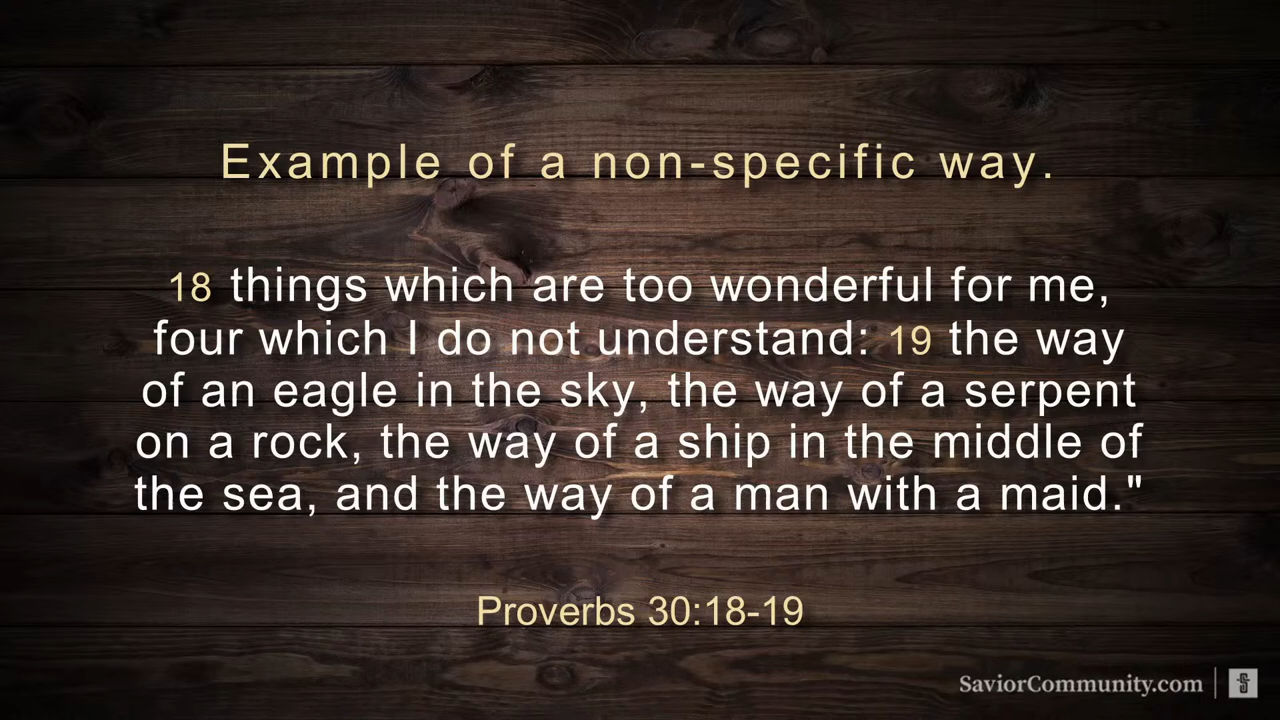 Example of a non-specific way.
18 things which are too wonderful for me,
four which I do not understand: 19 the way
of an eagle in the sky, the way of a serpent
on a rock, the way of a ship in the middle of
the sea, and the way of a man with a maid."
Proverbs 30:18-19
SaviorCommunity.com